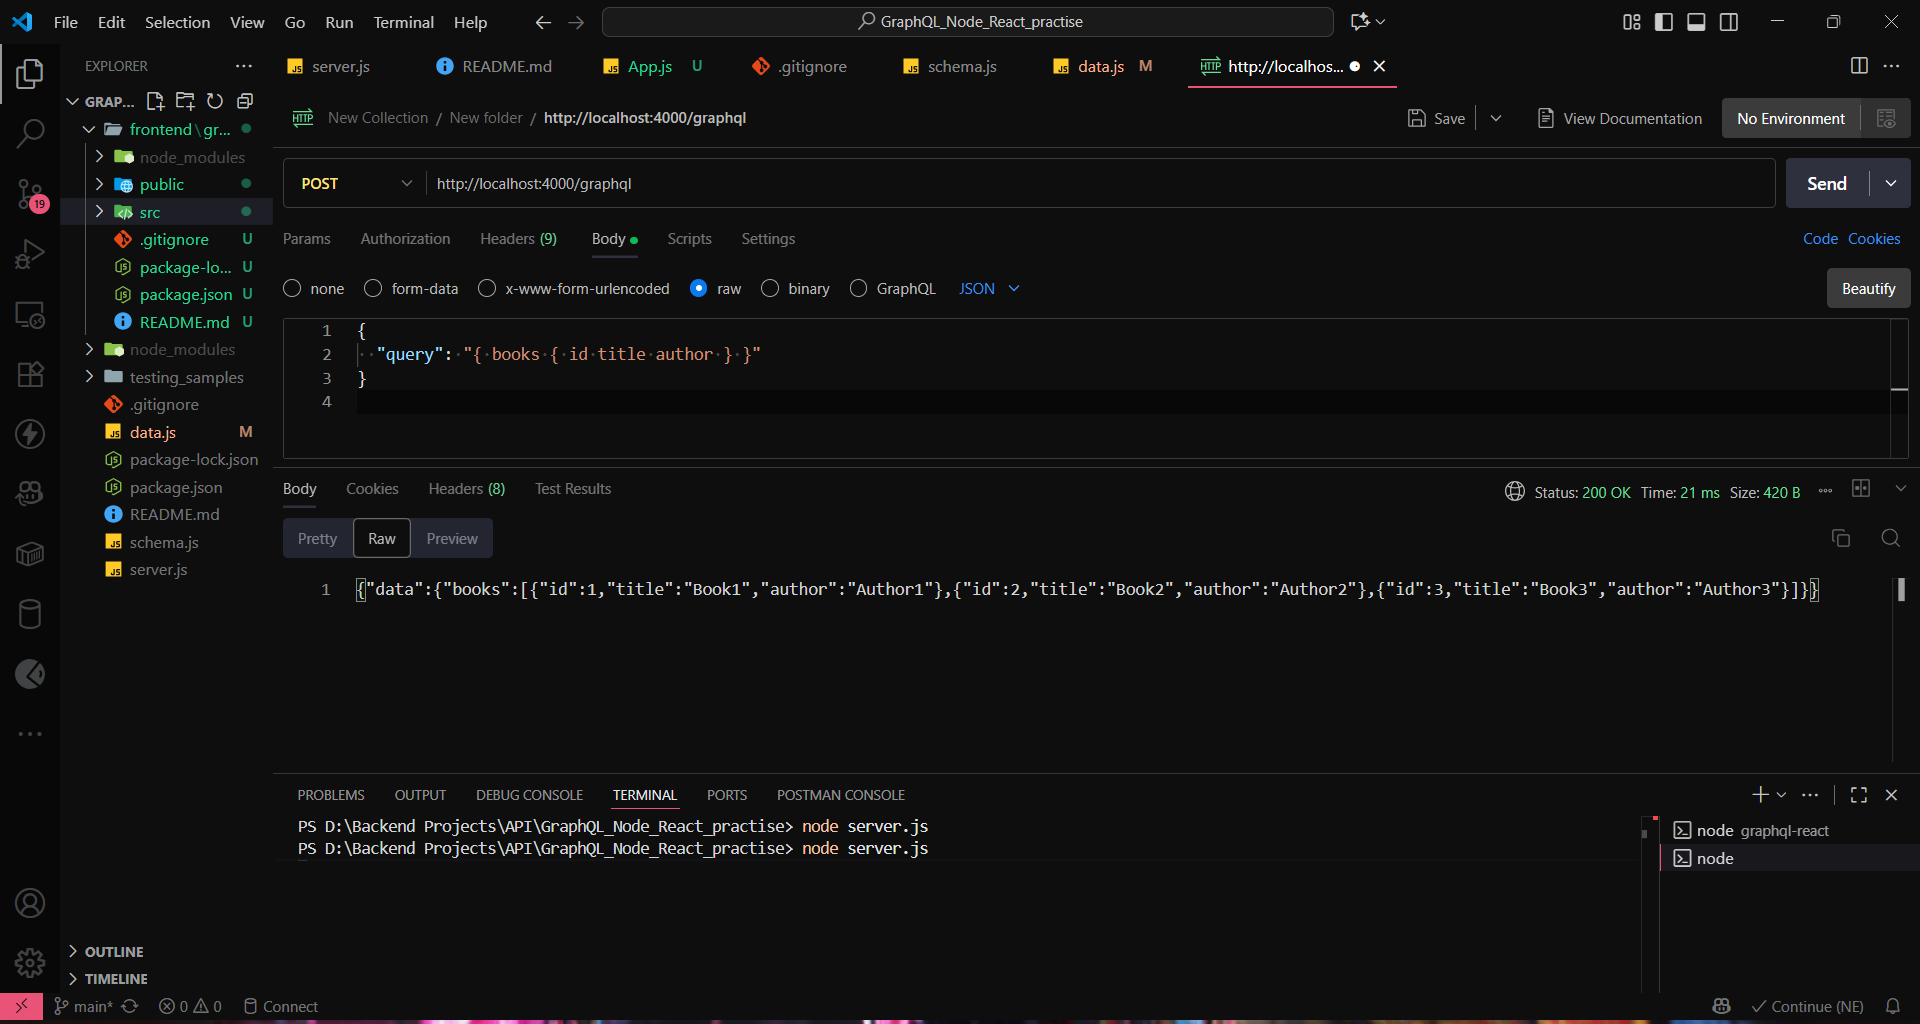 File Edit Selection View Go Run Terminal Help
GraphQL_Node_React_practise
EXPLORER
server.js
README.md
App.js U
.gitignore
schema.js
data.js M
http://localhos...
GRAP...
frontend\gr...
node_modules
public
src
.gitignore U
package-lo... U
package.json U
README.md U
node_modules
testing_samples
.gitignore
data.js M
package-lock.json
package.json
README.md
schema.js
server.js
OUTLINE
TIMELINE
19
HTTP New Collection / New folder / http://localhost:4000/graphql
Save View Documentation No Environment
POST http://localhost:4000/graphql Send
Params Authorization Headers (9) Body Scripts Settings Code Cookies
none form-data x-www-form-urlencoded raw binary GraphQL JSON Beautify
1 {
2 "query": "{ books { id title author } }"
3 }
4
Body Cookies Headers (8) Test Results Status: 200 OK Time: 21 ms Size: 420 B
Pretty Raw Preview
1 {"data":{"books":[{"id":1,"title":"Book1","author":"Author1"},{"id":2,"title":"Book2","author":"Author2"},{"id":3,"title":"Book3","author":"Author3"}]}}
PROBLEMS OUTPUT DEBUG CONSOLE TERMINAL PORTS POSTMAN CONSOLE
PS D:\Backend Projects\API\GraphQL_Node_React_practise> node server.js
PS D:\Backend Projects\API\GraphQL_Node_React_practise> node server.js
node graphql-react
node
main* 0 0 Connect Continue (NE)